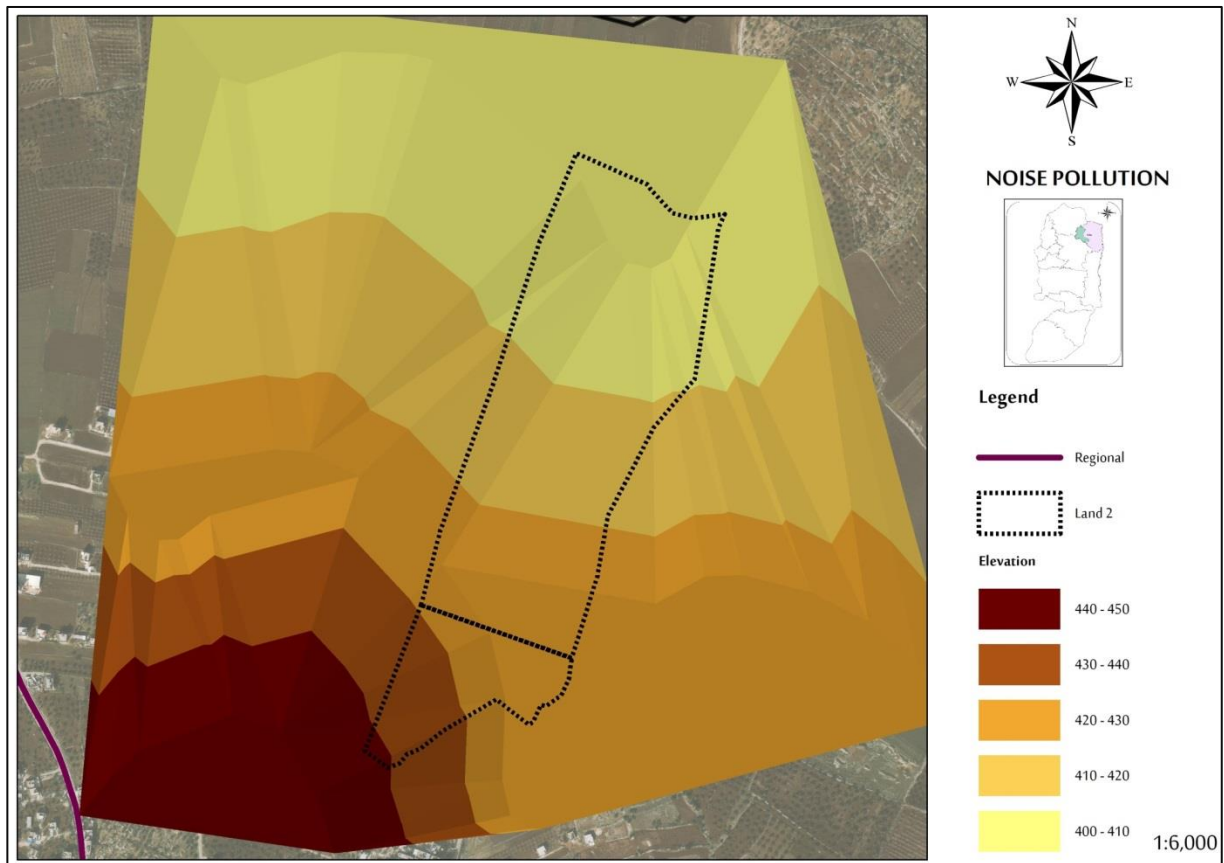 N
W E
S
NOISE POLLUTION
Legend
Regional
Land 2
Elevation
440 - 450
430 - 440
420 - 430
410 - 420
400 - 410
1:6,000